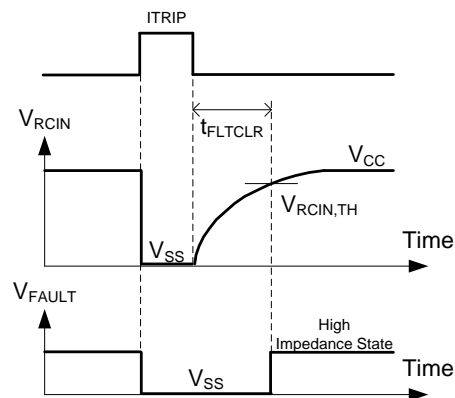 ITRIP
V_RCIN
t_FLTCLR
V_CC
V_RCIN,TH
V_SS
Time
V_FAULT
High
Impedance State
V_SS
Time